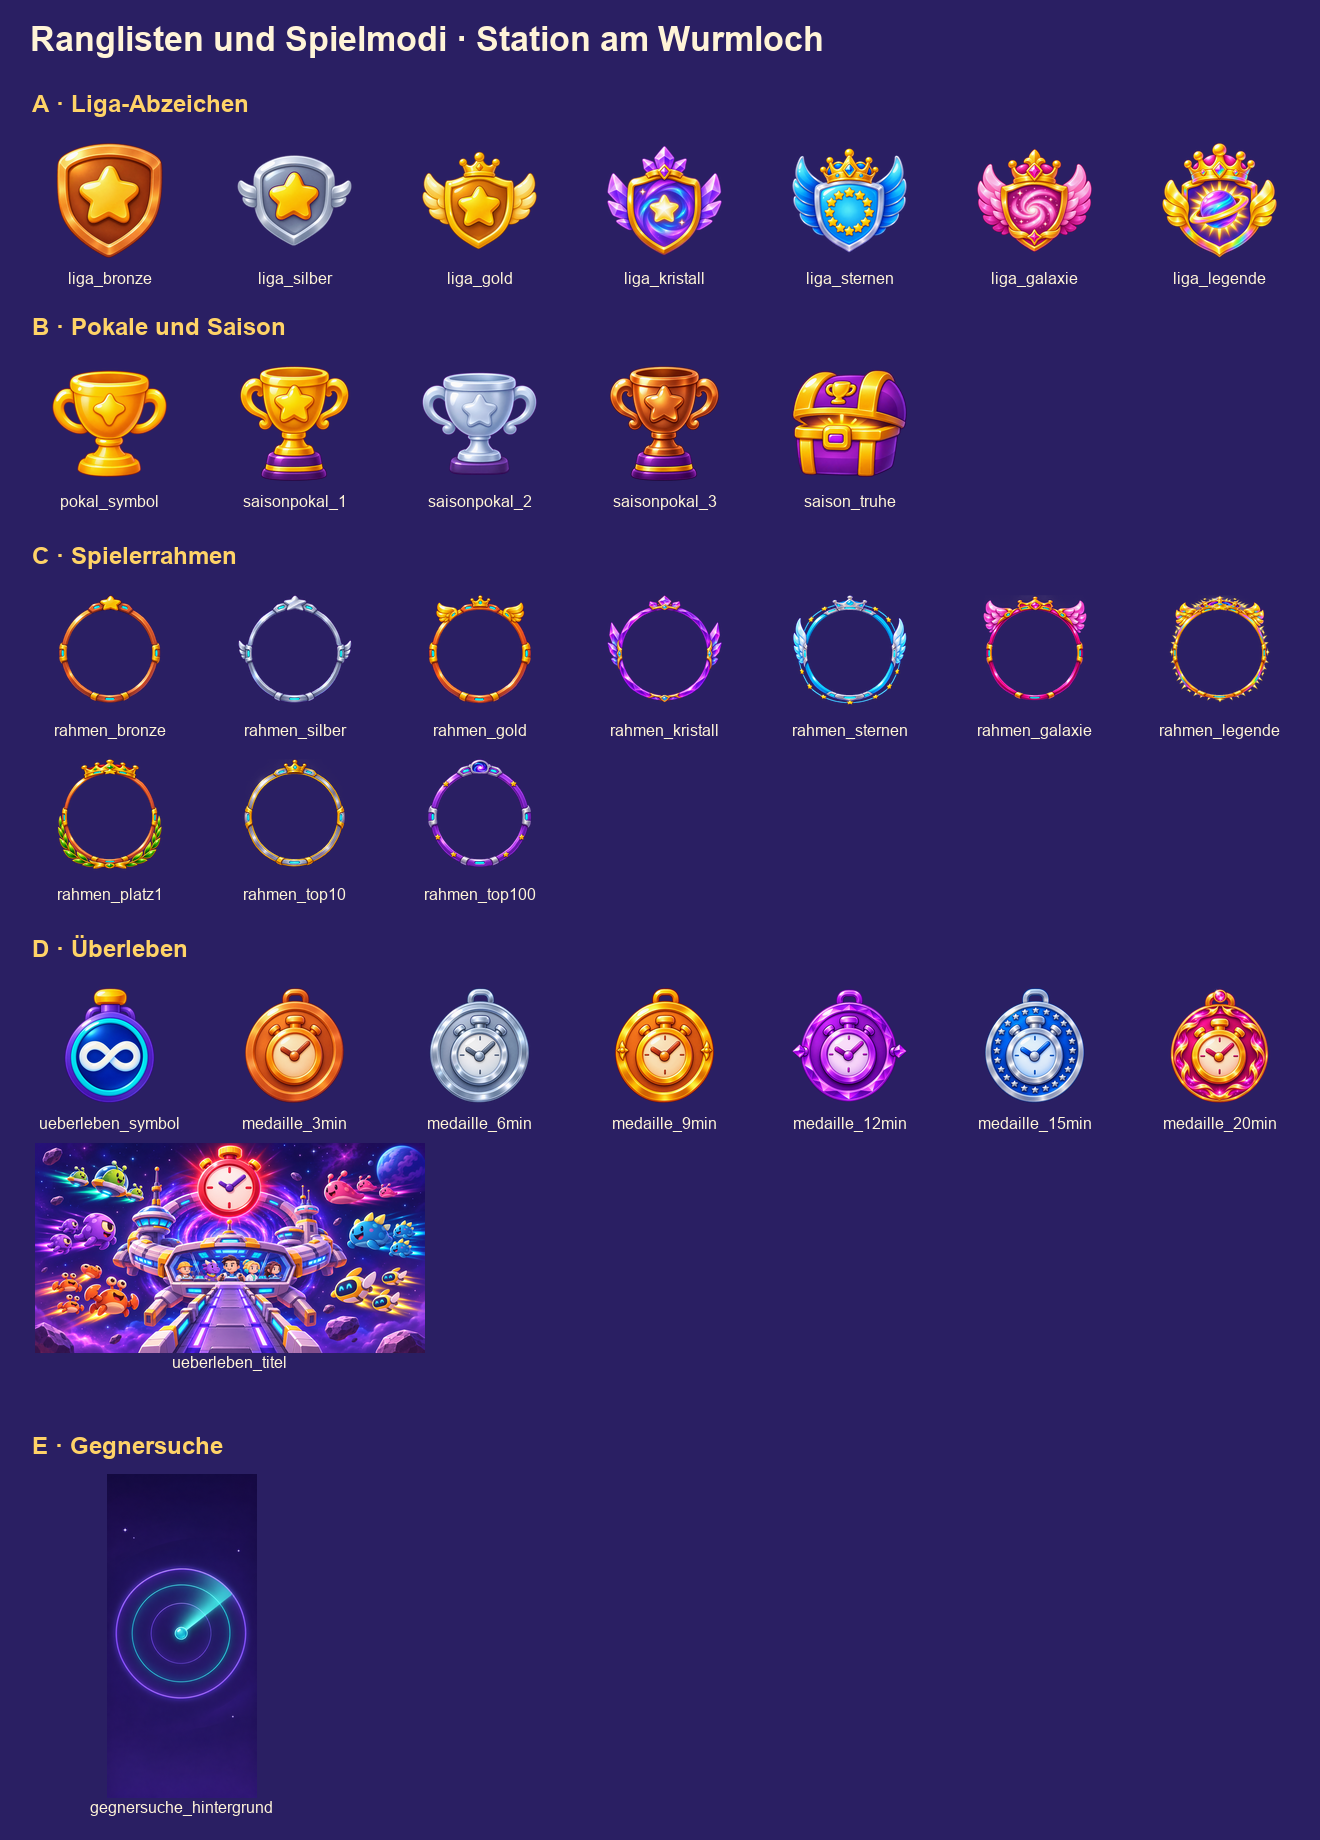 Ranglisten und Spielmodi · Station am Wurmloch
A · Liga-Abzeichen
liga_bronze liga_silber liga_gold liga_kristall liga_sternen liga_galaxie liga_legende
B · Pokale und Saison
pokal_symbol saisonpokal_1 saisonpokal_2 saisonpokal_3 saison_truhe
C · Spielerrahmen
rahmen_bronze rahmen_silber rahmen_gold rahmen_kristall rahmen_sternen rahmen_galaxie rahmen_legende
rahmen_platz1 rahmen_top10 rahmen_top100
D · Überleben
ueberleben_symbol medaille_3min medaille_6min medaille_9min medaille_12min medaille_15min medaille_20min
ueberleben_titel
E · Gegnersuche
gegnersuche_hintergrund